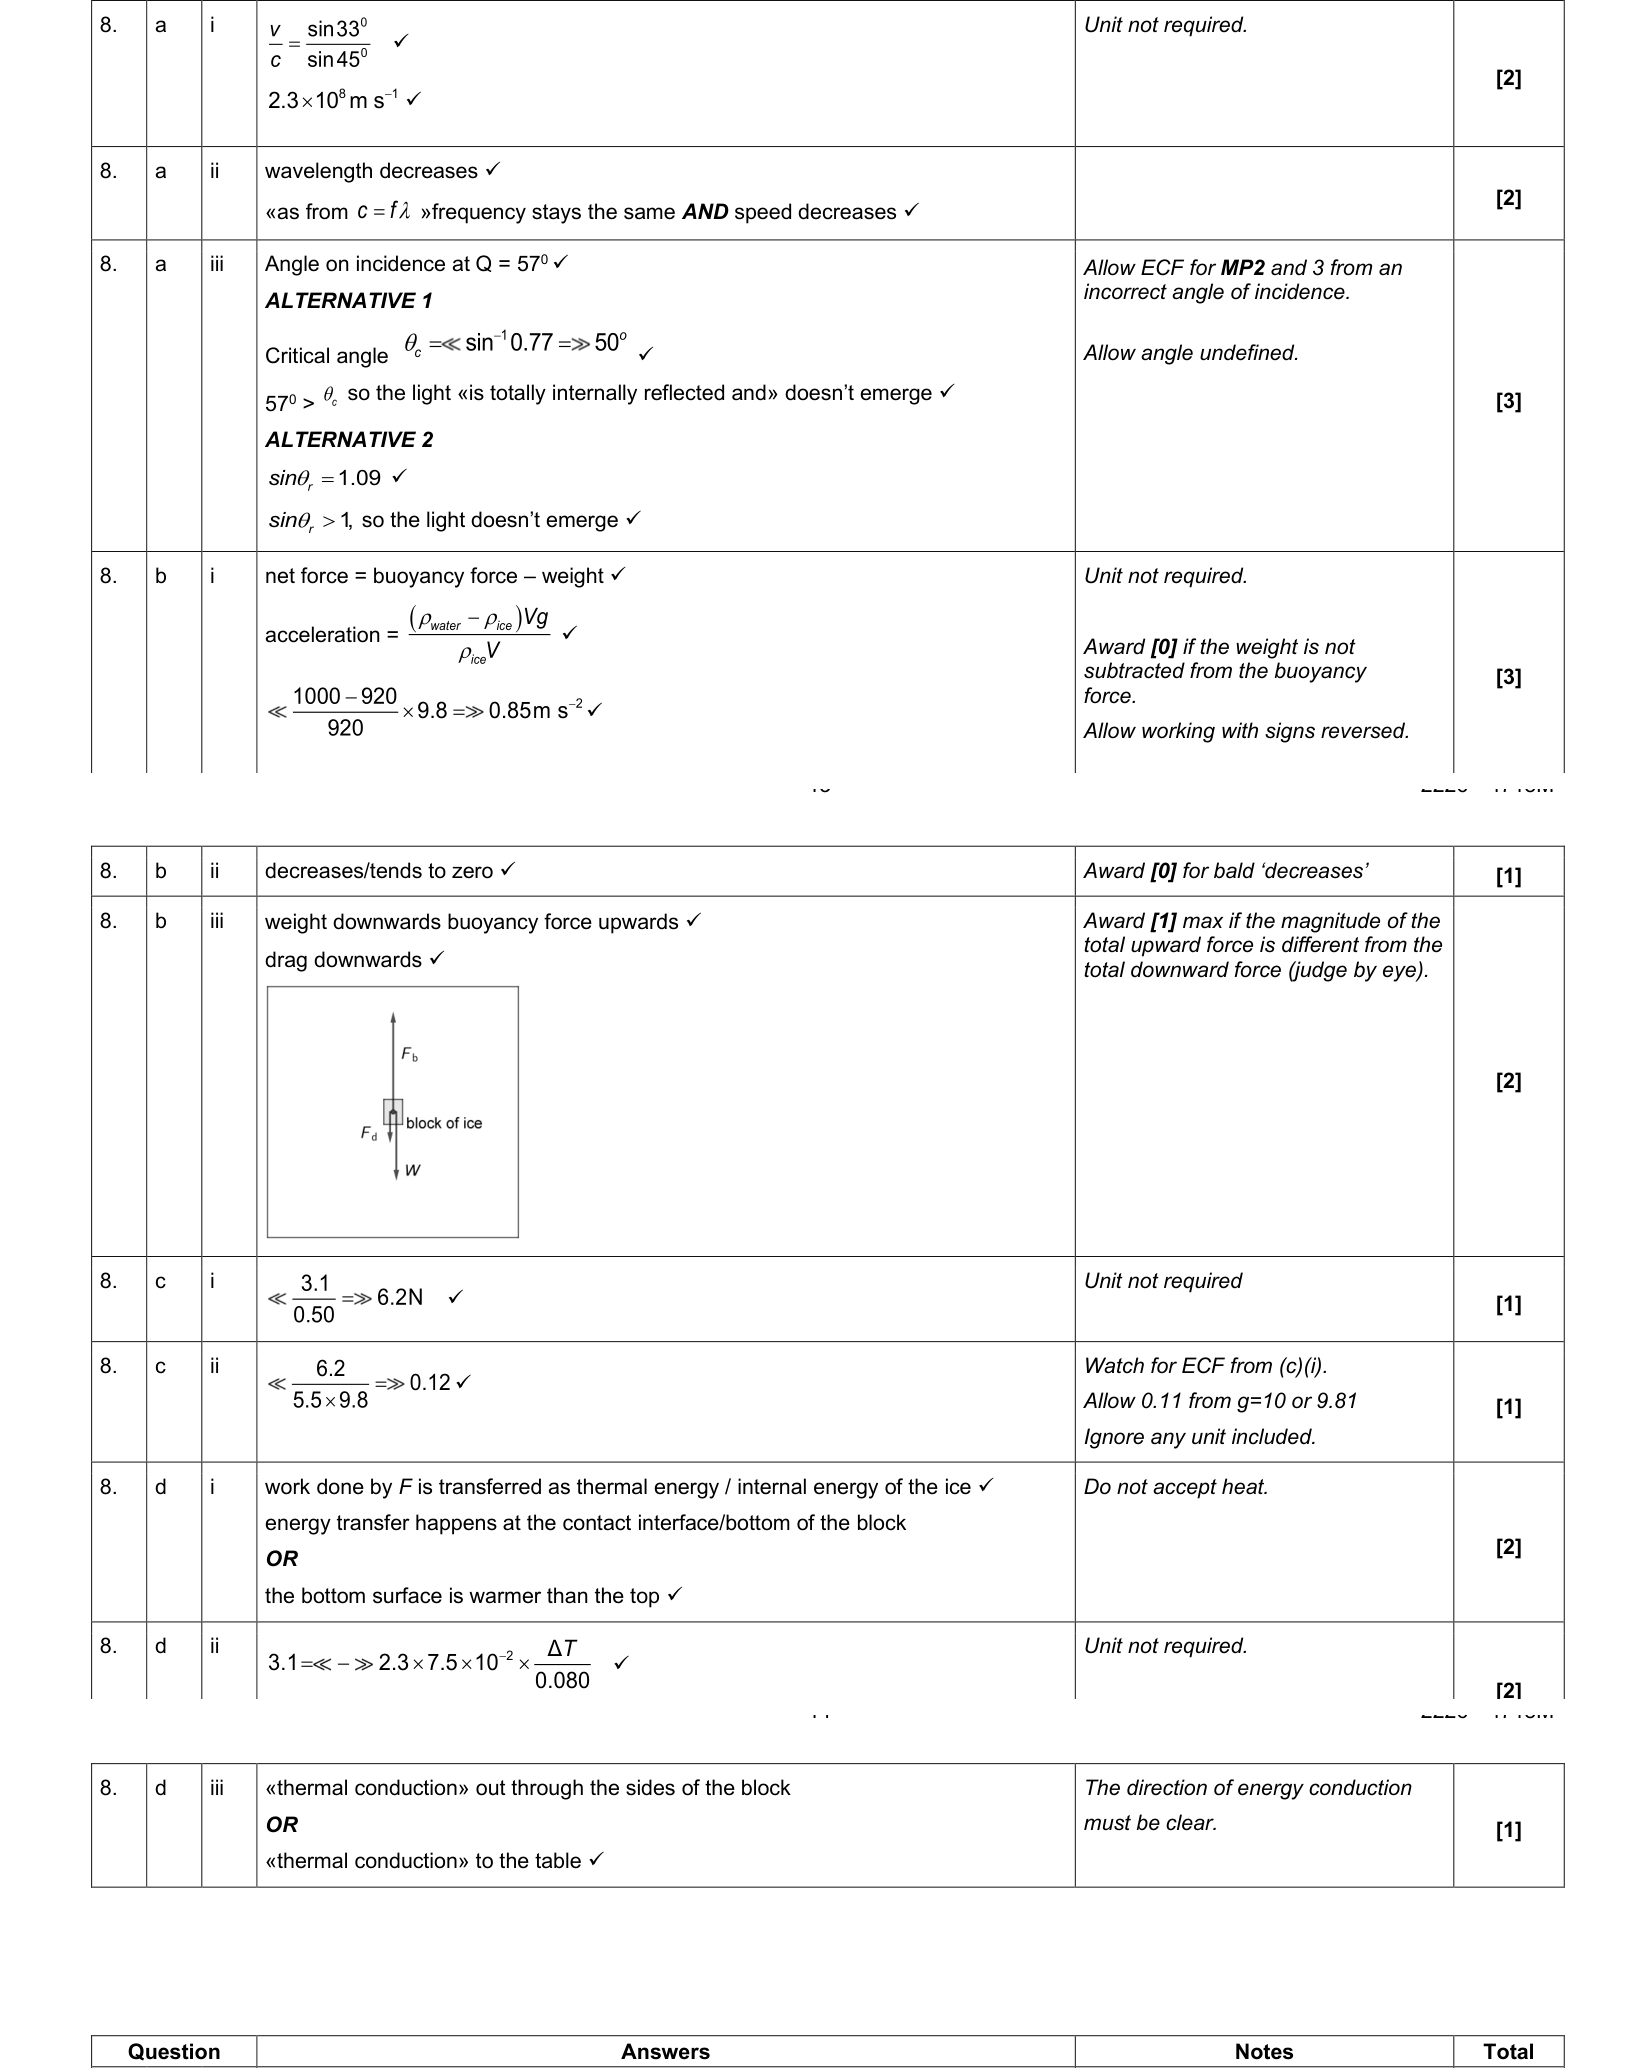 8. a i v/c = sin33⁰/sin45⁰ ✓ Unit not required.
[2]
2.3×10⁸ m s⁻¹ ✓
8. a ii wavelength decreases ✓
[2]
«as from c = fλ »frequency stays the same AND speed decreases ✓
8. a iii Angle on incidence at Q = 57⁰ ✓ Allow ECF for MP2 and 3 from an
incorrect angle of incidence.
ALTERNATIVE 1
Critical angle θc =≪ sin⁻¹0.77 =≫ 50º ✓ Allow angle undefined.
57⁰ > θc so the light «is totally internally reflected and» doesn’t emerge ✓
[3]
ALTERNATIVE 2
sinθr = 1.09 ✓
sinθr > 1, so the light doesn’t emerge ✓
8. b i net force = buoyancy force – weight ✓ Unit not required.
acceleration = (ρwater − ρice)Vg/ρiceV ✓ Award [0] if the weight is not
subtracted from the buoyancy
force.
[3]
≪ (1000 − 920)/920 × 9.8 =≫ 0.85m s⁻² ✓ Allow working with signs reversed.
8. b ii decreases/tends to zero ✓ Award [0] for bald ‘decreases’ [1]
8. b iii weight downwards buoyancy force upwards ✓ Award [1] max if the magnitude of the
total upward force is different from the
drag downwards ✓ total downward force (judge by eye).
Fb
[2]
block of ice
Fd
W
8. c i ≪ 3.1/0.50 =≫ 6.2N ✓ Unit not required
[1]
8. c ii ≪ 6.2/(5.5×9.8) =≫ 0.12 ✓ Watch for ECF from (c)(i).
Allow 0.11 from g=10 or 9.81
[1]
Ignore any unit included.
8. d i work done by F is transferred as thermal energy / internal energy of the ice ✓ Do not accept heat.
energy transfer happens at the contact interface/bottom of the block
[2]
OR
the bottom surface is warmer than the top ✓
8. d ii 3.1=≪ − ≫ 2.3×7.5×10⁻²× ΔT/0.080 ✓ Unit not required.
[2]
8. d iii «thermal conduction» out through the sides of the block The direction of energy conduction
OR must be clear.
[1]
«thermal conduction» to the table ✓
Question Answers Notes Total